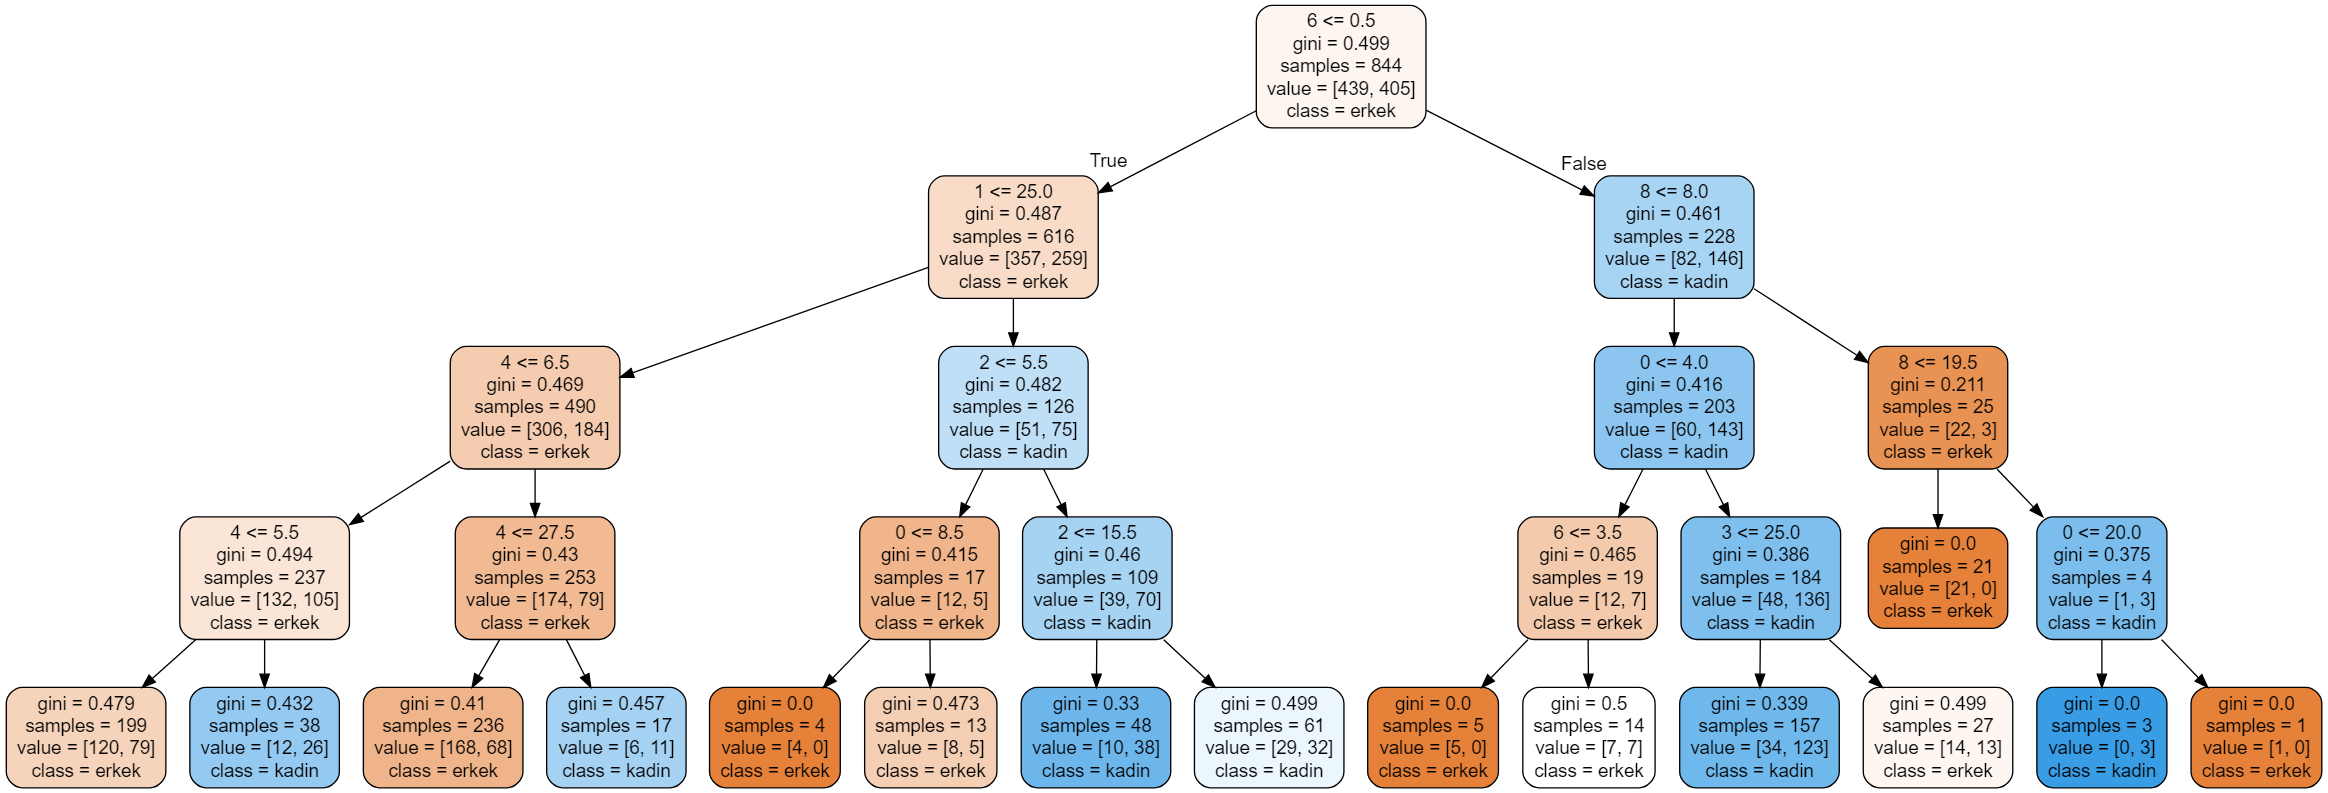 6 <= 0.5
gini = 0.499
samples = 844
value = [439, 405]
class = erkek
True
False
1 <= 25.0
gini = 0.487
samples = 616
value = [357, 259]
class = erkek
8 <= 8.0
gini = 0.461
samples = 228
value = [82, 146]
class = kadin
4 <= 6.5
gini = 0.469
samples = 490
value = [306, 184]
class = erkek
2 <= 5.5
gini = 0.482
samples = 126
value = [51, 75]
class = kadin
0 <= 4.0
gini = 0.416
samples = 203
value = [60, 143]
class = kadin
8 <= 19.5
gini = 0.211
samples = 25
value = [22, 3]
class = erkek
4 <= 5.5
gini = 0.494
samples = 237
value = [132, 105]
class = erkek
4 <= 27.5
gini = 0.43
samples = 253
value = [174, 79]
class = erkek
0 <= 8.5
gini = 0.415
samples = 17
value = [12, 5]
class = erkek
2 <= 15.5
gini = 0.46
samples = 109
value = [39, 70]
class = kadin
6 <= 3.5
gini = 0.465
samples = 19
value = [12, 7]
class = erkek
3 <= 25.0
gini = 0.386
samples = 184
value = [48, 136]
class = kadin
gini = 0.0
samples = 21
value = [21, 0]
class = erkek
0 <= 20.0
gini = 0.375
samples = 4
value = [1, 3]
class = kadin
gini = 0.479
samples = 199
value = [120, 79]
class = erkek
gini = 0.432
samples = 38
value = [12, 26]
class = kadin
gini = 0.41
samples = 236
value = [168, 68]
class = erkek
gini = 0.457
samples = 17
value = [6, 11]
class = kadin
gini = 0.0
samples = 4
value = [4, 0]
class = erkek
gini = 0.473
samples = 13
value = [8, 5]
class = erkek
gini = 0.33
samples = 48
value = [10, 38]
class = kadin
gini = 0.499
samples = 61
value = [29, 32]
class = kadin
gini = 0.0
samples = 5
value = [5, 0]
class = erkek
gini = 0.5
samples = 14
value = [7, 7]
class = erkek
gini = 0.339
samples = 157
value = [34, 123]
class = kadin
gini = 0.499
samples = 27
value = [14, 13]
class = erkek
gini = 0.0
samples = 3
value = [0, 3]
class = kadin
gini = 0.0
samples = 1
value = [1, 0]
class = erkek